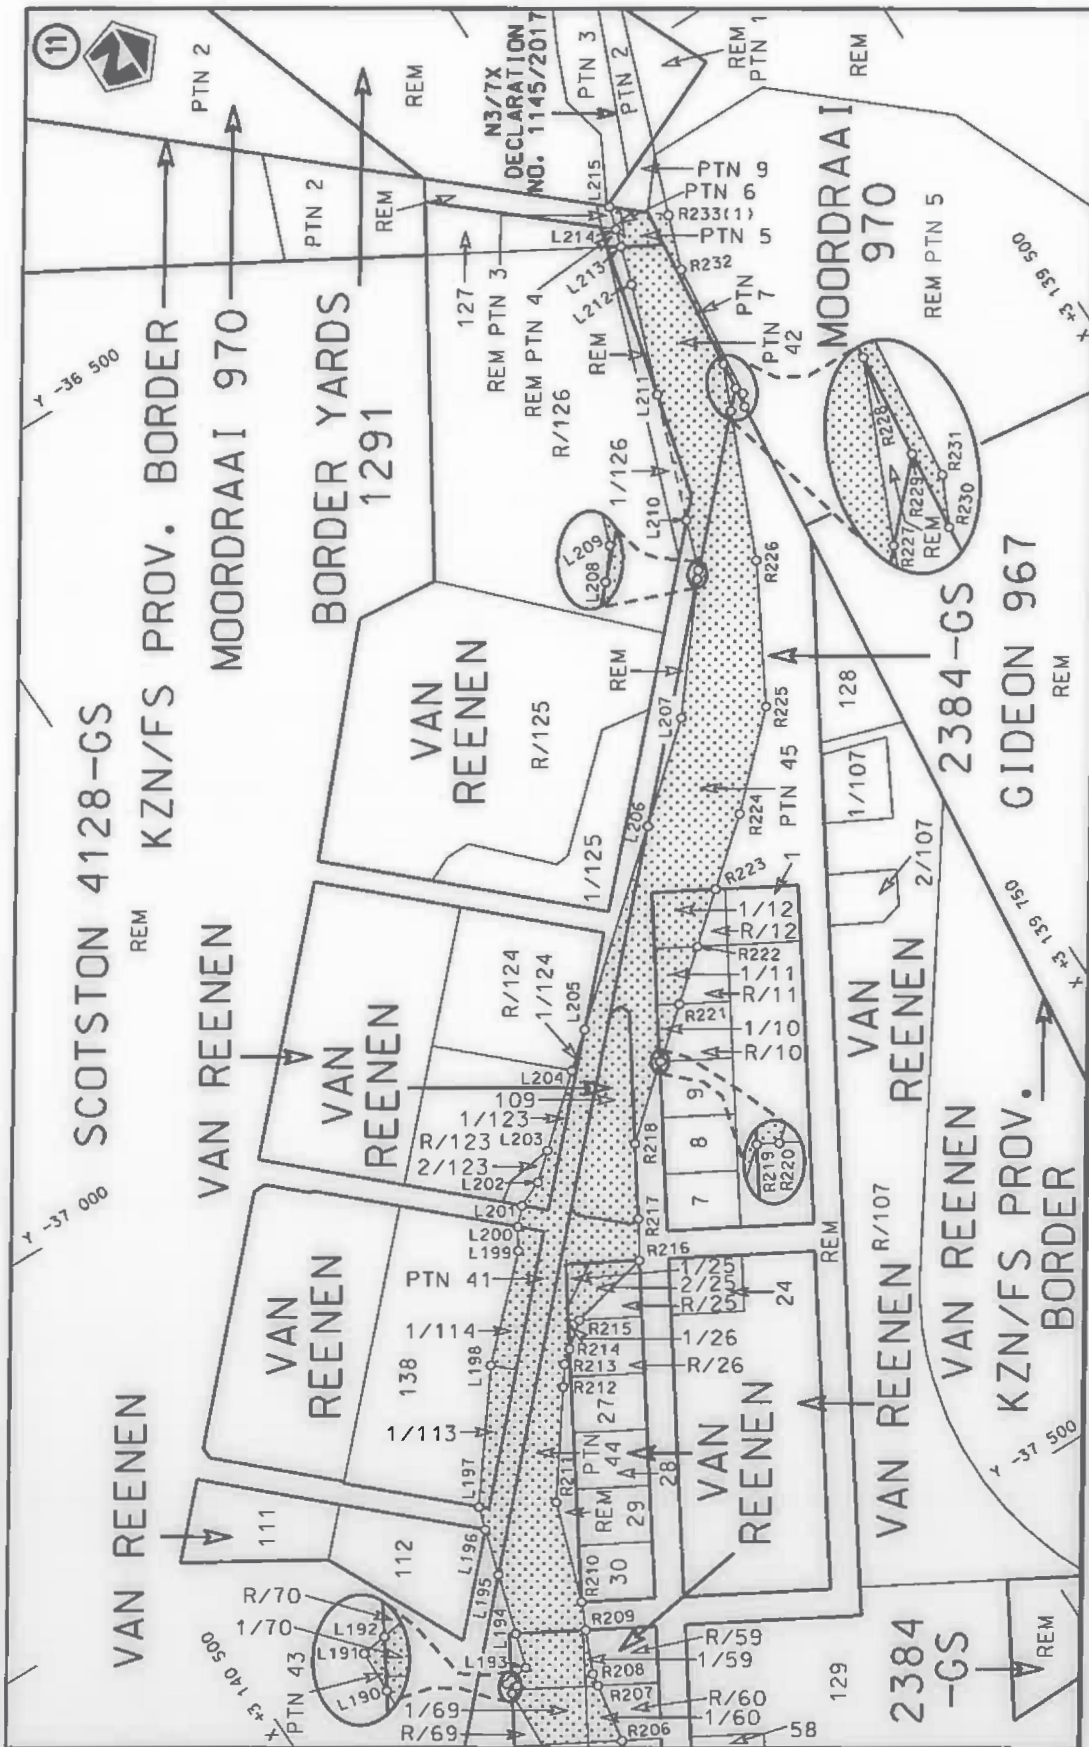 11
PTN 2
PTN 3
PTN 2
REM
PTN 1
REM
N3/7X
DECLARATION
NO. 1145/2017
REM
KZN/FS PROV. BORDER
MOORDRAAI 970
BORDER YARDS
1291
PTN 2
REM
127
REM PTN 3
REM PTN 4
R/126
REM
1/126
L215
L214
L213
L212
L211
L210
L209
L208
PTN 9
PTN 6
R233(1)
PTN 5
R232
PTN
7
PTN
42
MOORDRAAI
970
REM PTN 5
X +3 139 500
Y -36 500
R228
R227
R229
R231
R230
REM
R226
SCOTSTON 4128-GS
REM
VAN
REENEN
R/125
1/125
REM
L207
L206
R225
R224
PTN 45
R223
2384-GS
GIDEON 967
REM
128
1/107
2/107
X +3 139 750
VAN REENEN
R/124
1/124
L205
L204
VAN
REENEN
109
1/123
R/123
L203
2/123
L202
L201
L200
L199
1
1/12
R/12
R222
1/11
R/11
R221
1/10
R/10
9
8
7
R219
R220
R218
R217
R216
VAN
REENEN
R/107
REM
VAN REENEN
KZN/FS PROV.
BORDER
Y -37 000
VAN
REENEN
PTN 41
1/114
138
L198
1/113
L197
L196
L195
L194
L193
1/25
2/25
R/25
24
R215
1/26
R214
R213
R/26
R212
27
PTN
44
28
R211
REM
29
R210
30
R209
VAN
REENEN
VAN REENEN
Y -37 500
VAN REENEN
111
112
R/70
1/70
L192
L191
L190
PTN 43
X +3 140 500
1/69
R/69
R/59
1/59
R208
R207
R/60
1/60
R206
58
129
2384
-GS
REM